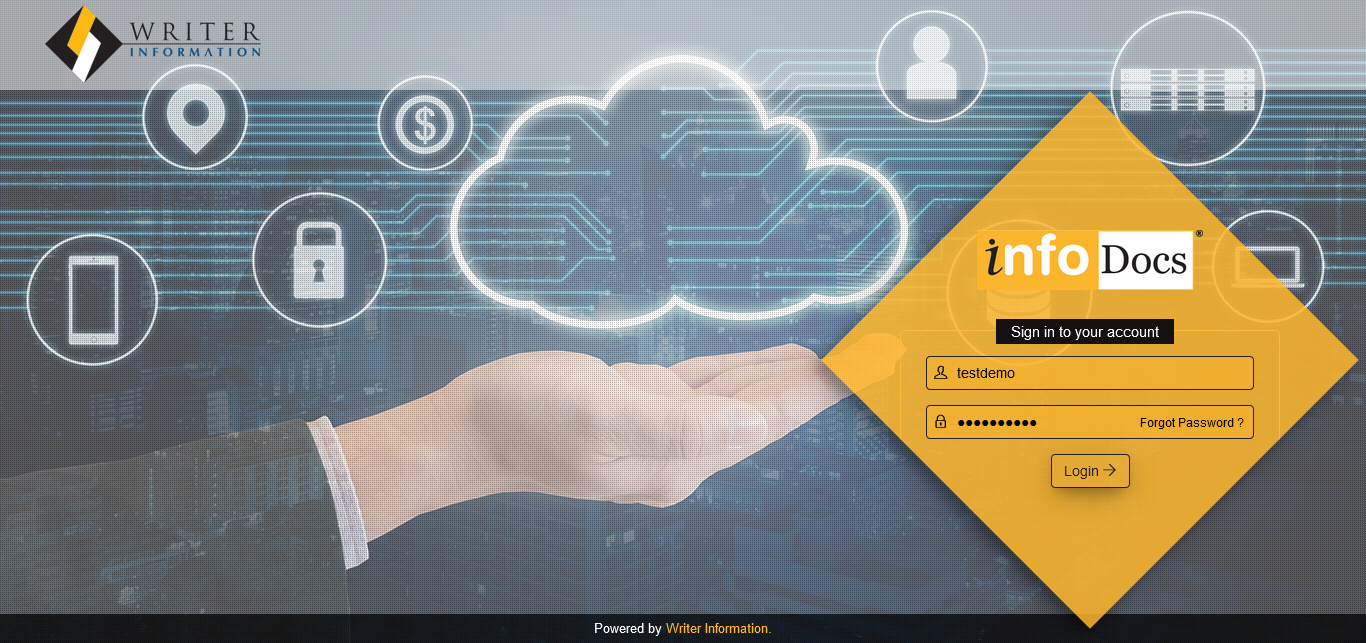 WRITER
INFORMATION
$
info Docs®
Sign in to your account
testdemo
●●●●●●●●●● Forgot Password ?
Login →
Powered by Writer Information.